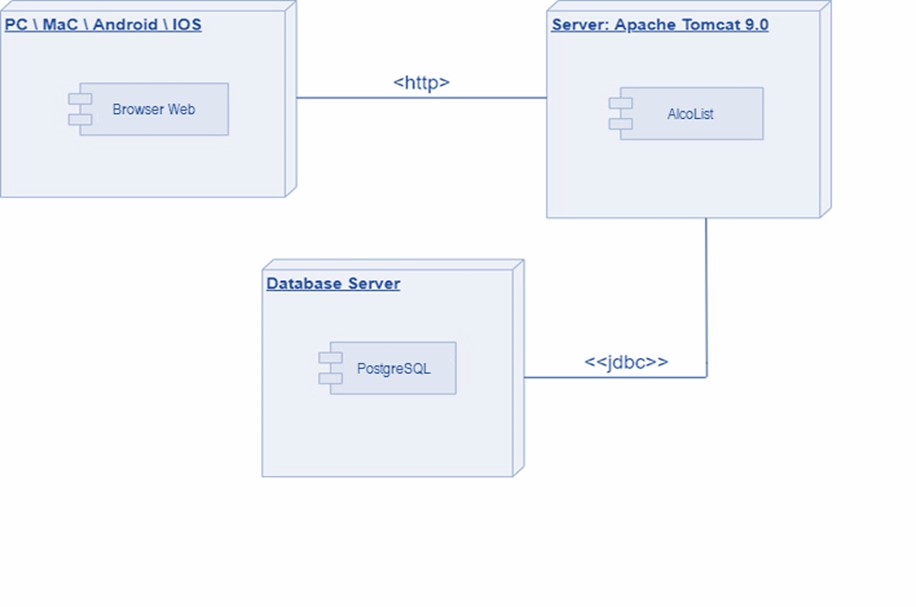 PC \ MaC \ Android \ IOS
Server: Apache Tomcat 9.0
<http>
Browser Web
AlcoList
Database Server
<<jdbc>>
PostgreSQL